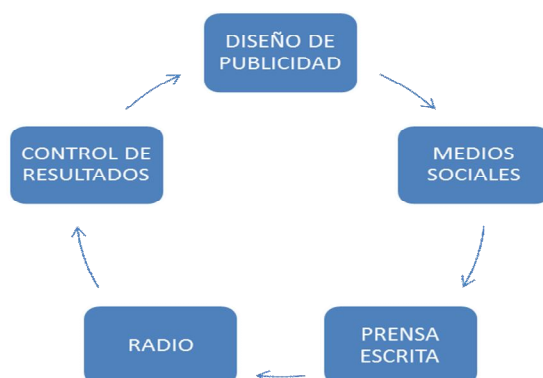 DISEÑO DE
PUBLICIDAD
MEDIOS
SOCIALES
PRENSA
ESCRITA
RADIO
CONTROL DE
RESULTADOS